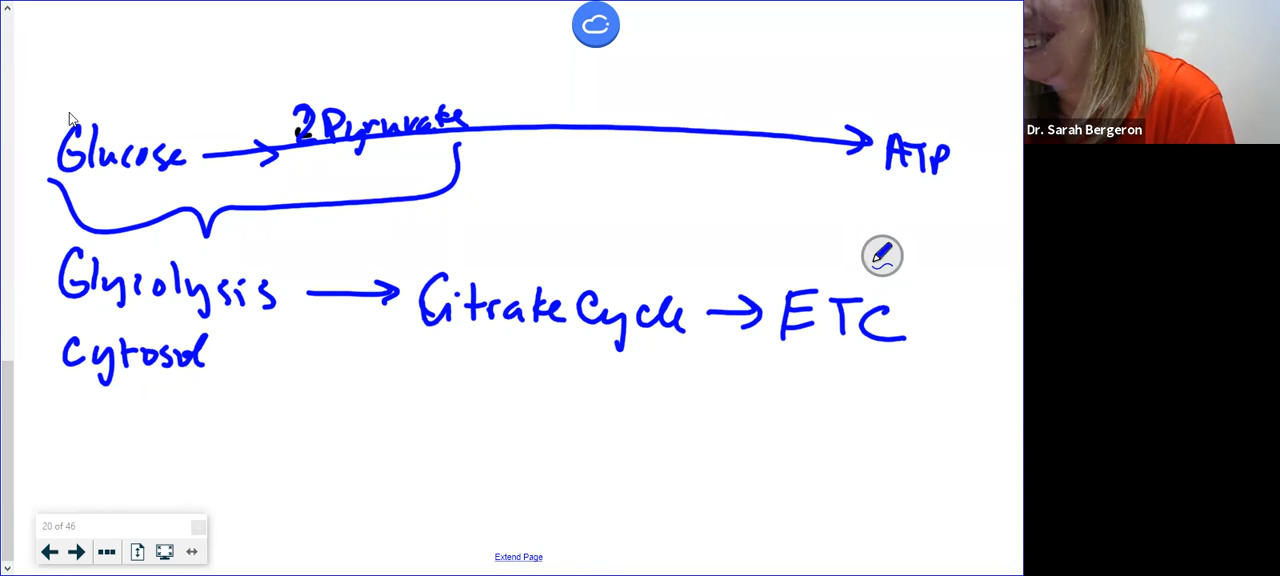 2 Pyruvate
Glucose → → ATP
Glycolysis → Citrate Cycle → ETC
Cytosol
Dr. Sarah Bergeron
20 of 46
Extend Page